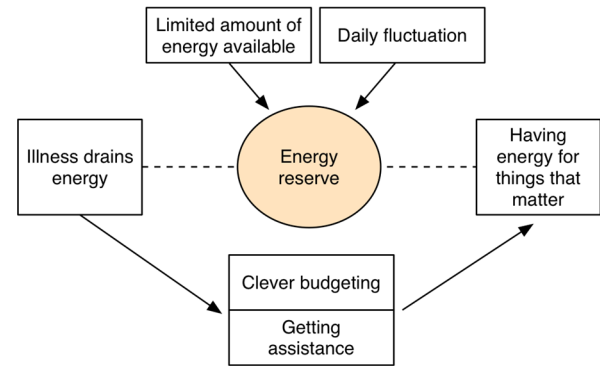 Limited amount of
energy available
Daily fluctuation
Illness drains
energy
Energy
reserve
Having
energy for
things that
matter
Clever budgeting
Getting
assistance